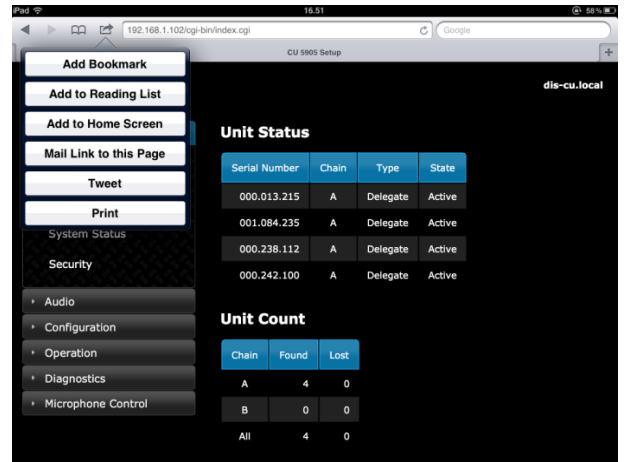 iPad 16.51 58%
192.168.1.102/cgi-bin/index.cgi Google
CU 5905 Setup
dis-cu.local
Add Bookmark
Add to Reading List
Add to Home Screen
Mail Link to this Page
Tweet
Print
System Status
Security
Audio
Configuration
Operation
Diagnostics
Microphone Control
Unit Status
Serial Number Chain Type State
000.013.215 A Delegate Active
001.084.235 A Delegate Active
000.238.112 A Delegate Active
000.242.100 A Delegate Active
Unit Count
Chain Found Lost
A 4 0
B 0 0
All 4 0